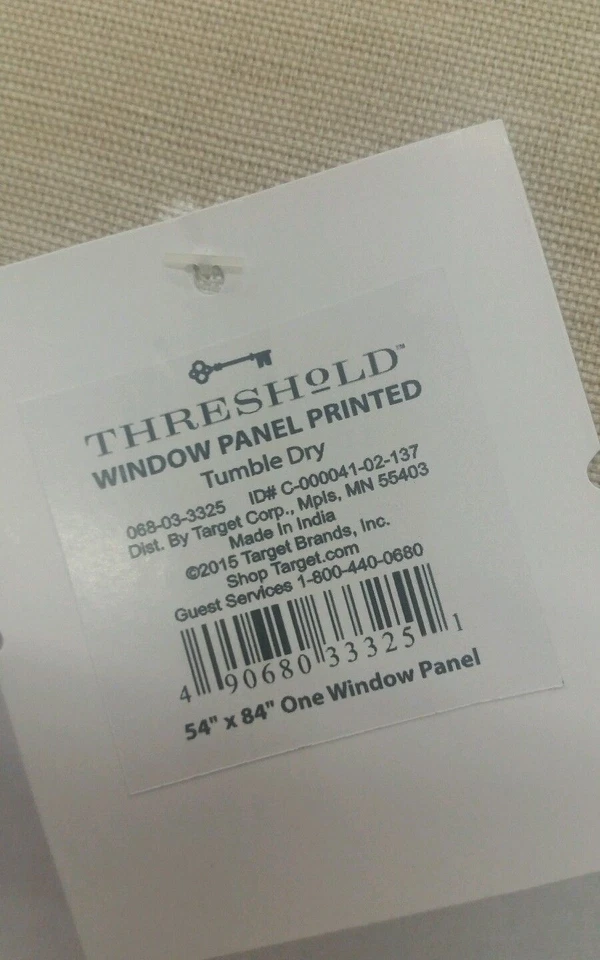 THRESHOLD™
WINDOW PANEL PRINTED
Tumble Dry
068-03-3325 ID# C-000041-02-137
Dist. By Target Corp., Mpls, MN 55403
Made In India
©2015 Target Brands, Inc.
Shop Target.com
Guest Services 1-800-440-0680
4 90680 33325 1
54" x 84" One Window Panel